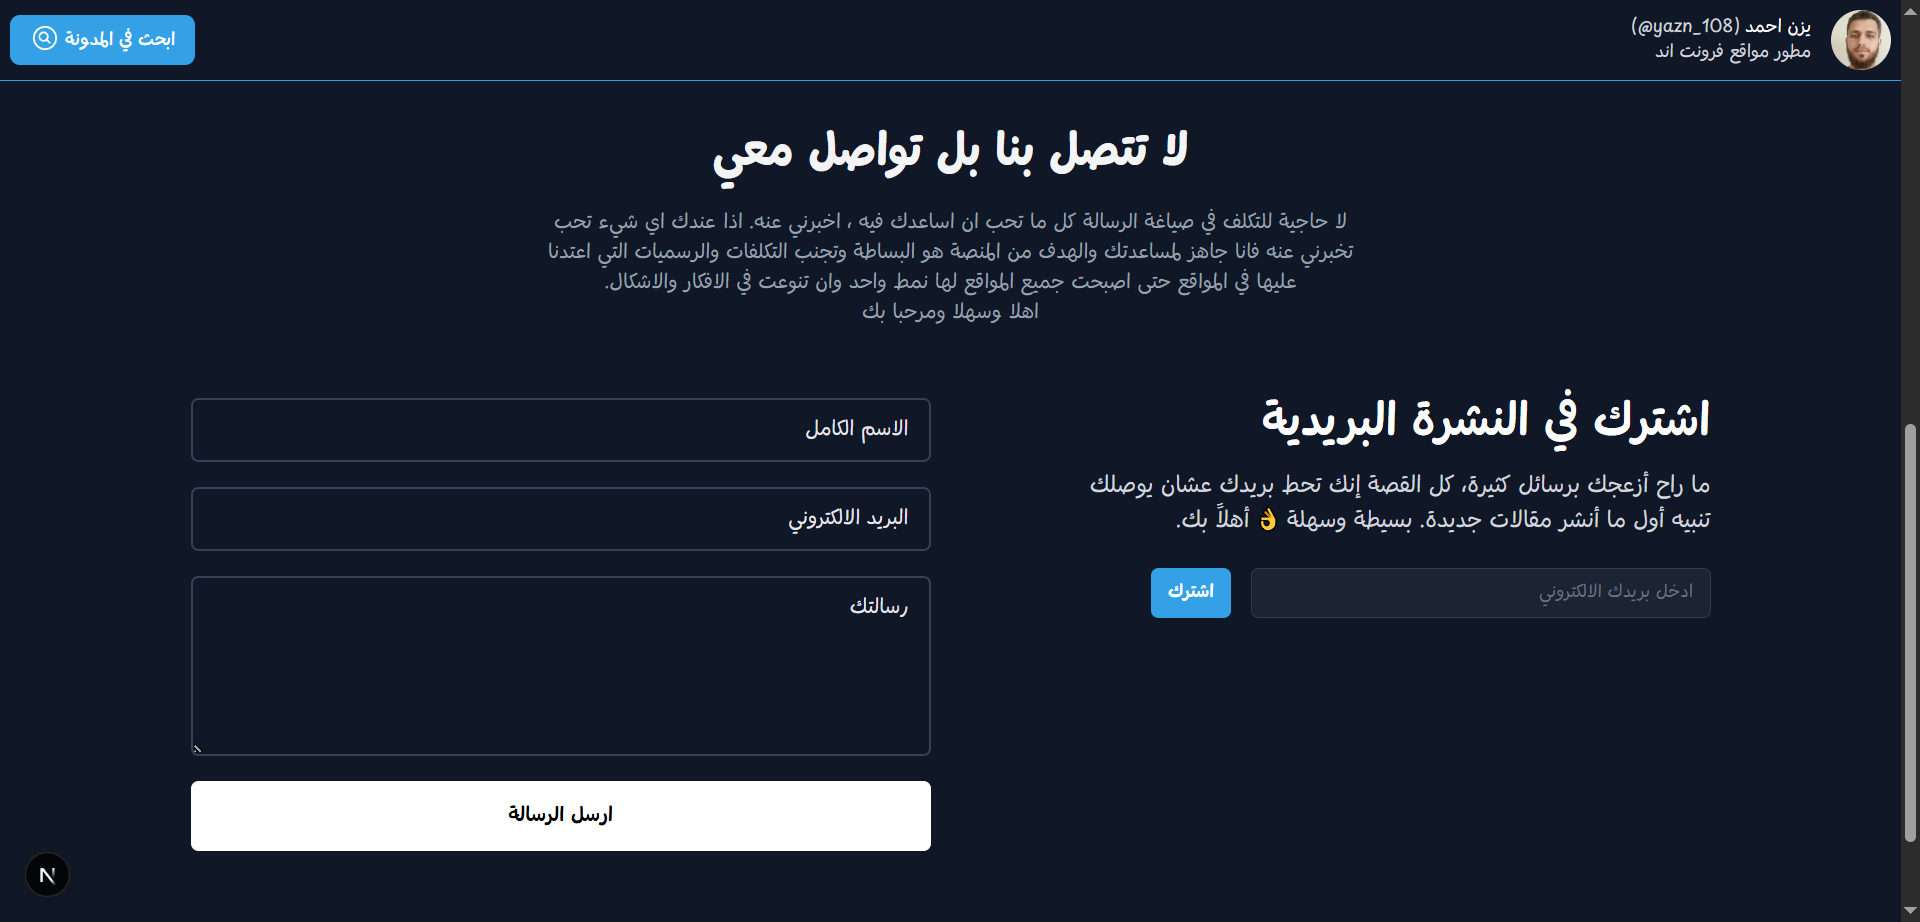 يزن احمد (@yazn_108)
مطور مواقع فرونت اند
ابحث في المدونة
لا تتصل بنا بل تواصل معي
لا حاجية للتكلف في صياغة الرسالة كل ما تحب ان اساعدك فيه ، اخبرني عنه. اذا عندك اي شيء تحب
تخبرني عنه فانا جاهز لمساعدتك والهدف من المنصة هو البساطة وتجنب التكلفات والرسميات التي اعتدنا
عليها في المواقع حتى اصبحت جميع المواقع لها نمط واحد وان تنوعت في الافكار والاشكال.
اهلا وسهلا ومرحبا بك
اشترك في النشرة البريدية
ما راح أزعجك برسائل كثيرة، كل القصة إنك تحط بريدك عشان يوصلك
تنبيه أول ما أنشر مقالات جديدة. بسيطة وسهلة 👌 أهلاً بك.
ادخل بريدك الالكتروني
اشترك
الاسم الكامل
البريد الالكتروني
رسالتك
ارسل الرسالة
N